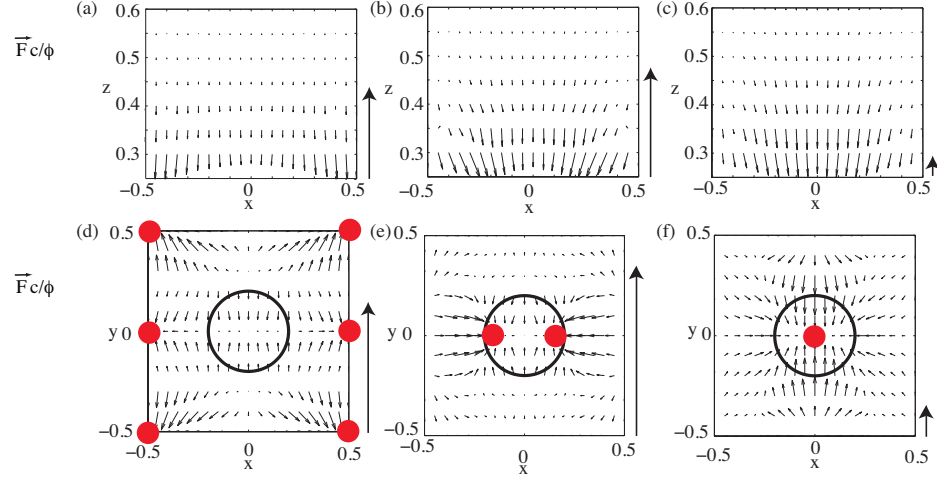 (a) (b) (c)
0.6 0.6 0.6
F c/ϕ
0.5 0.5 0.5
z z z
0.4 0.4 0.4
0.3 0.3 0.3
−0.5 0 0.5 −0.5 0 0.5 −0.5 0 0.5
x x x
(d) (e) (f)
0.5 0.5 0.5
F c/ϕ
y 0 y 0 y 0
−0.5 −0.5 −0.5
−0.5 0 0.5 −0.5 0 0.5 −0.5 0 0.5
x x x